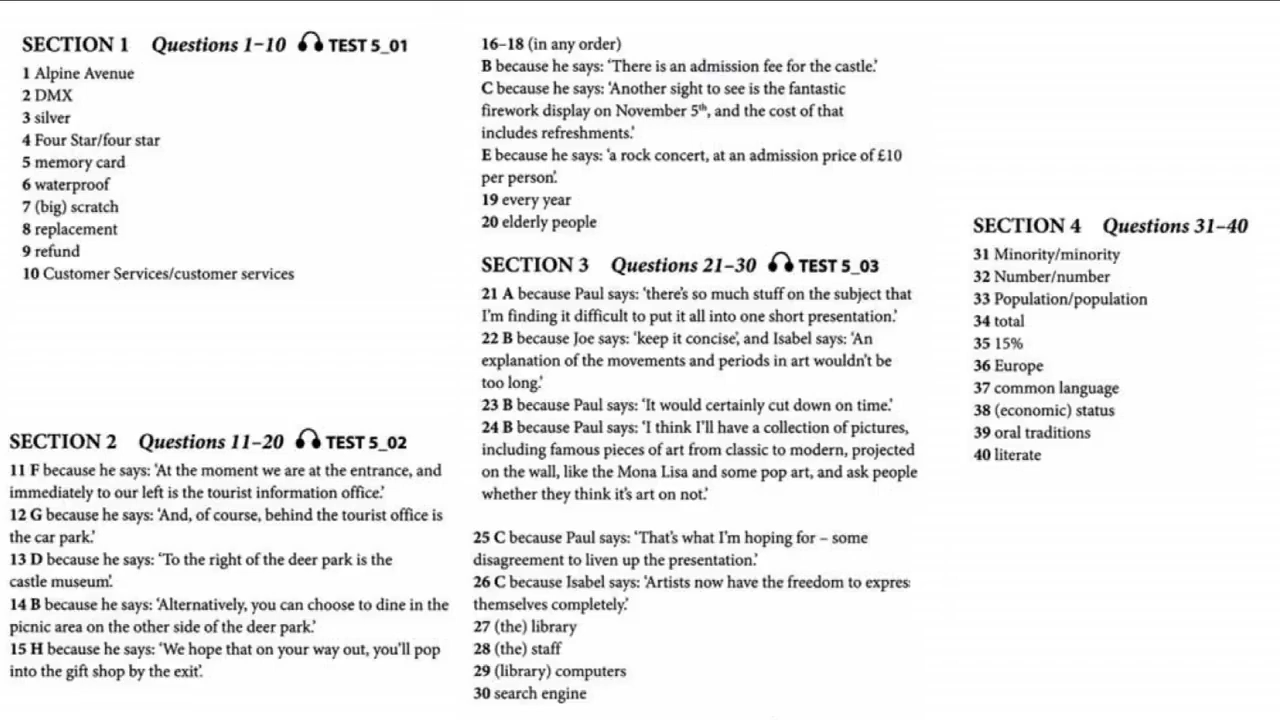 SECTION 1 Questions 1–10 TEST 5_01
1 Alpine Avenue
2 DMX
3 silver
4 Four Star/four star
5 memory card
6 waterproof
7 (big) scratch
8 replacement
9 refund
10 Customer Services/customer services
SECTION 2 Questions 11–20 TEST 5_02
11 F because he says: ‘At the moment we are at the entrance, and
immediately to our left is the tourist information office.’
12 G because he says: ‘And, of course, behind the tourist office is
the car park.’
13 D because he says: ‘To the right of the deer park is the
castle museum’.
14 B because he says: ‘Alternatively, you can choose to dine in the
picnic area on the other side of the deer park.’
15 H because he says: ‘We hope that on your way out, you’ll pop
into the gift shop by the exit’.
16–18 (in any order)
B because he says: ‘There is an admission fee for the castle.’
C because he says: ‘Another sight to see is the fantastic
firework display on November 5th, and the cost of that
includes refreshments.’
E because he says: ‘a rock concert, at an admission price of £10
per person’.
19 every year
20 elderly people
SECTION 3 Questions 21–30 TEST 5_03
21 A because Paul says: ‘there’s so much stuff on the subject that
I’m finding it difficult to put it all into one short presentation.’
22 B because Joe says: ‘keep it concise’, and Isabel says: ‘An
explanation of the movements and periods in art wouldn’t be
too long.’
23 B because Paul says: ‘It would certainly cut down on time.’
24 B because Paul says: ‘I think I’ll have a collection of pictures,
including famous pieces of art from classic to modern, projected
on the wall, like the Mona Lisa and some pop art, and ask people
whether they think it’s art on not.’
25 C because Paul says: ‘That’s what I’m hoping for – some
disagreement to liven up the presentation.’
26 C because Isabel says: ‘Artists now have the freedom to expres
themselves completely.’
27 (the) library
28 (the) staff
29 (library) computers
30 search engine
SECTION 4 Questions 31–40
31 Minority/minority
32 Number/number
33 Population/population
34 total
35 15%
36 Europe
37 common language
38 (economic) status
39 oral traditions
40 literate